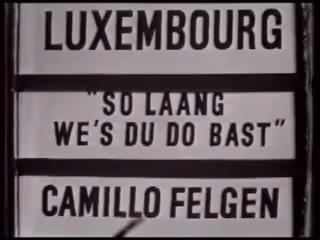 LUXEMBOURG
"SO LAANG
WE'S DU DO BAST"
CAMILLO FELGEN